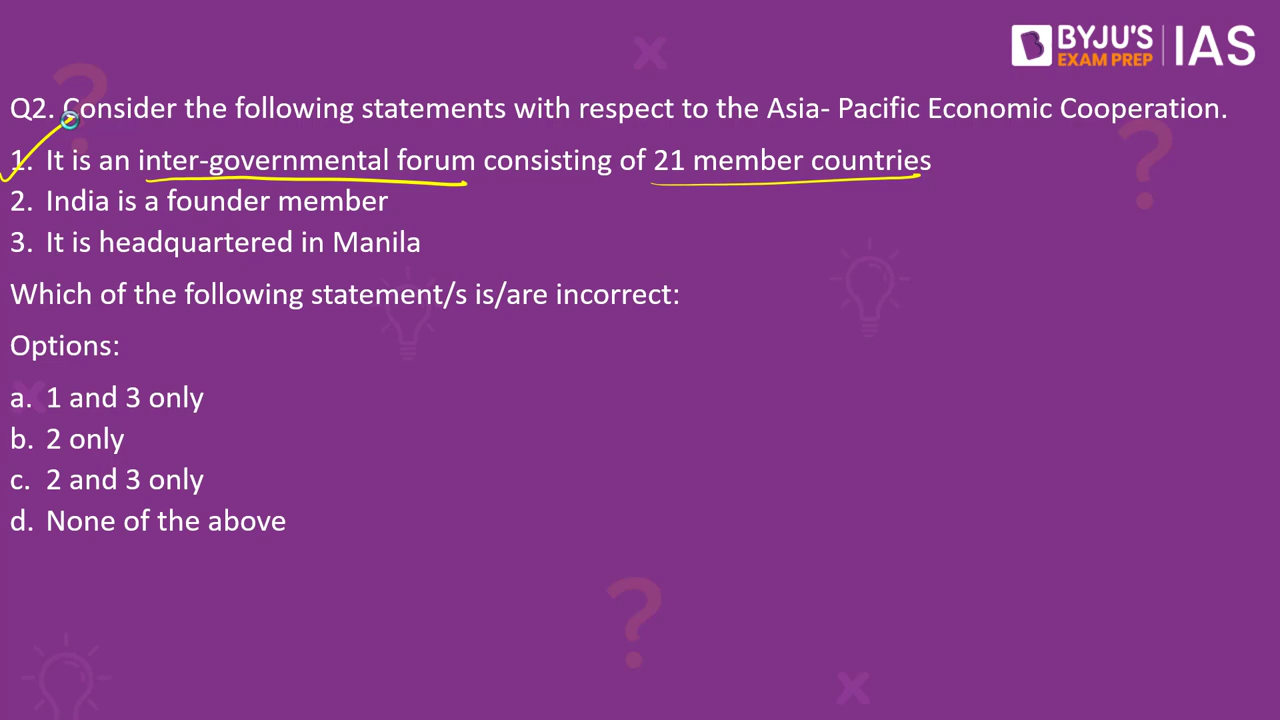 BYJU'S
EXAM PREP
IAS
Q2. Consider the following statements with respect to the Asia- Pacific Economic Cooperation.
1. It is an inter-governmental forum consisting of 21 member countries
2. India is a founder member
3. It is headquartered in Manila
Which of the following statement/s is/are incorrect:
Options:
a. 1 and 3 only
b. 2 only
c. 2 and 3 only
d. None of the above